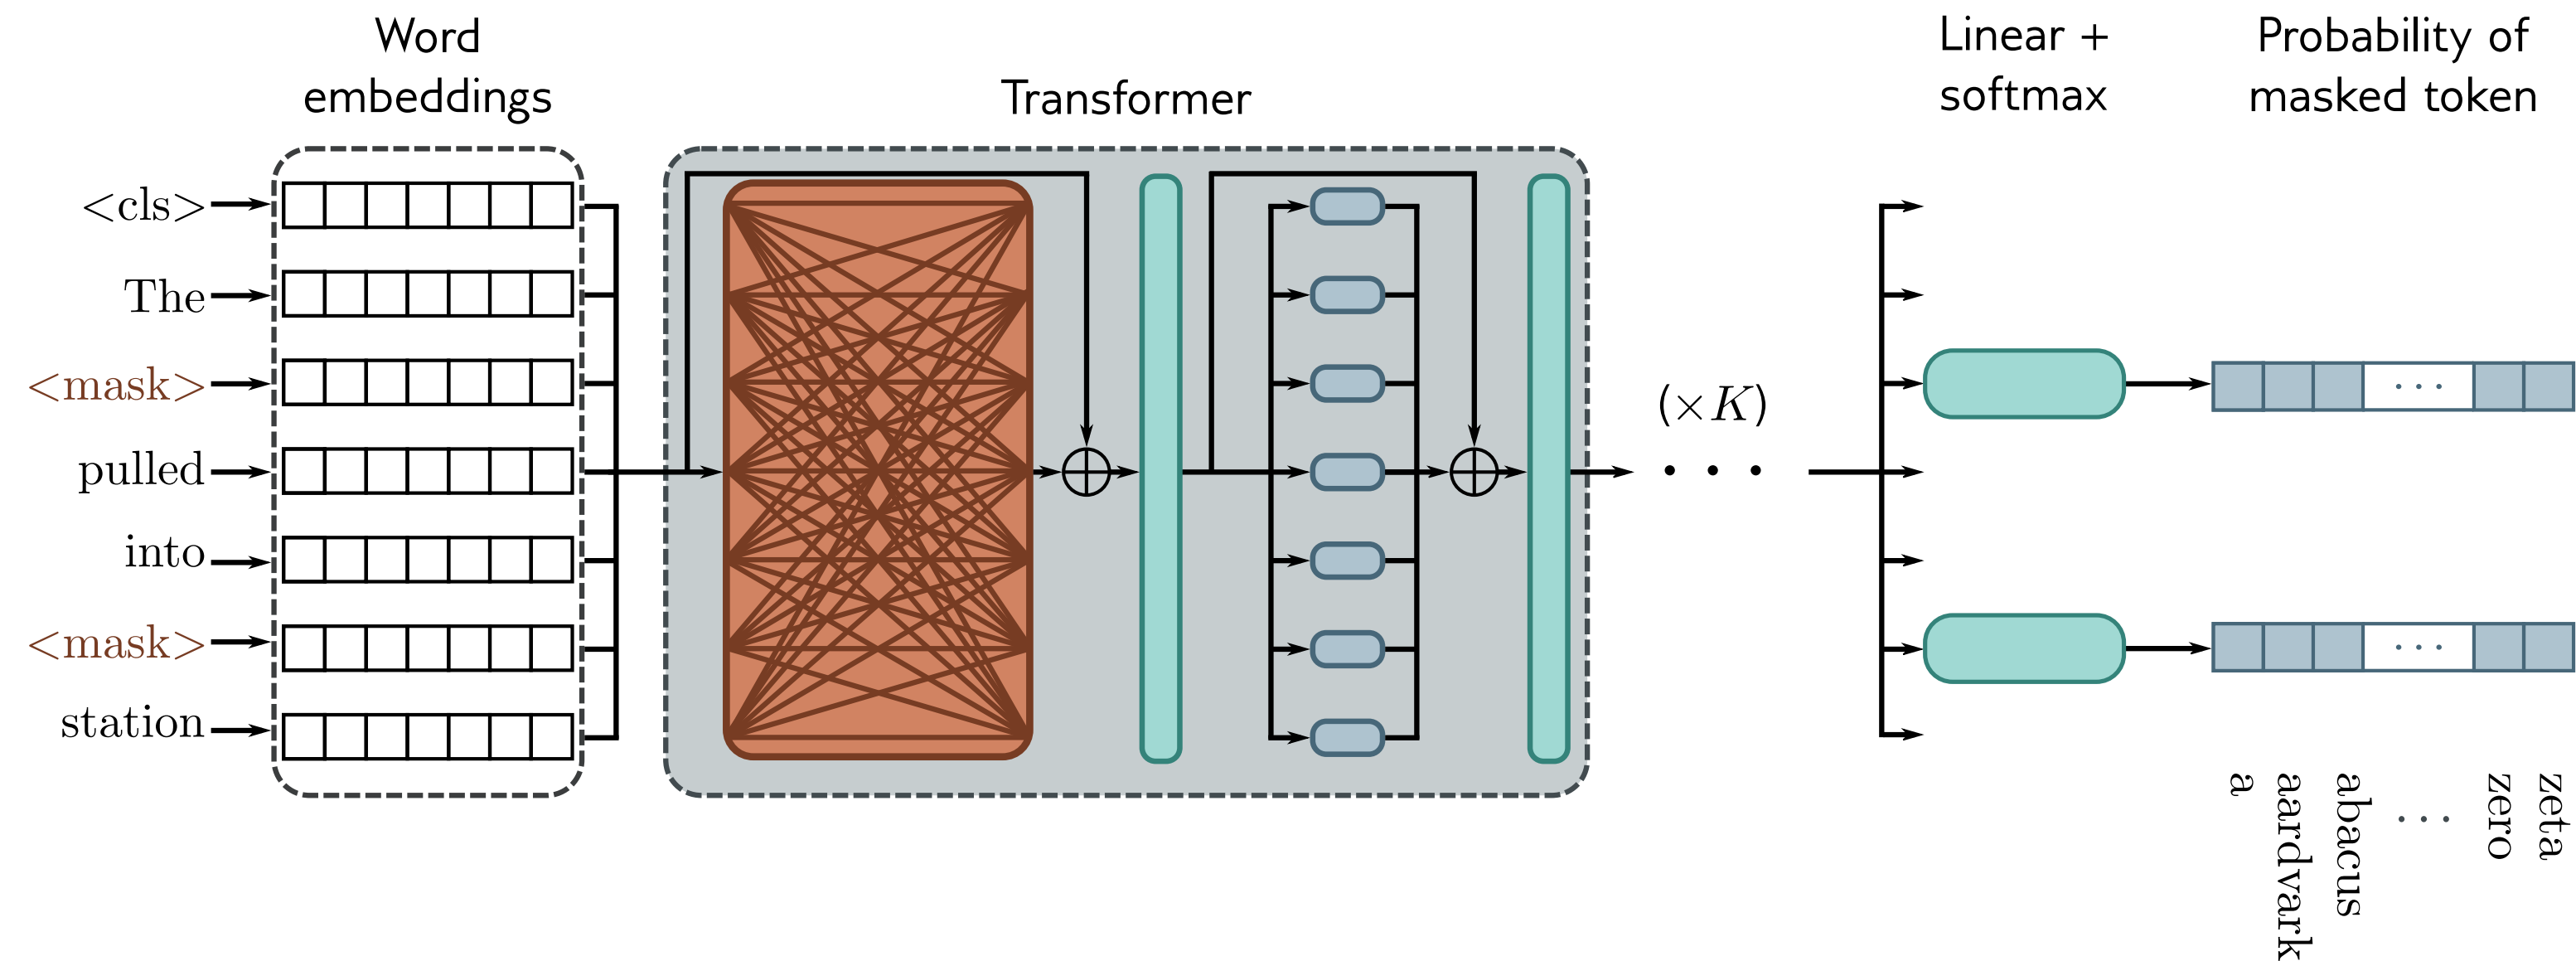 Word
embeddings
Transformer
Linear +
softmax
Probability of
masked token
<cls>
The
<mask>
pulled
into
<mask>
station
(×K)
· · ·
· · ·
· · ·
a
aardvark
abacus
· · ·
zero
zeta